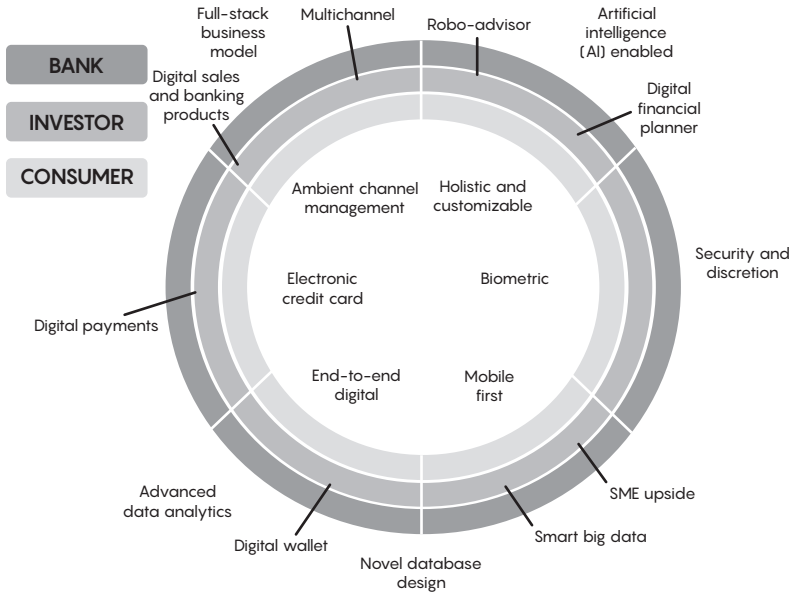 BANK
INVESTOR
CONSUMER
Full-stack
business
model
Multichannel
Robo-advisor
Artificial
intelligence
(AI) enabled
Digital sales
and banking
products
Digital
financial
planner
Ambient channel
management
Holistic and
customizable
Security and
discretion
Electronic
credit card
Biometric
Digital payments
End-to-end
digital
Mobile
first
Advanced
data analytics
SME upside
Digital wallet
Smart big data
Novel database
design